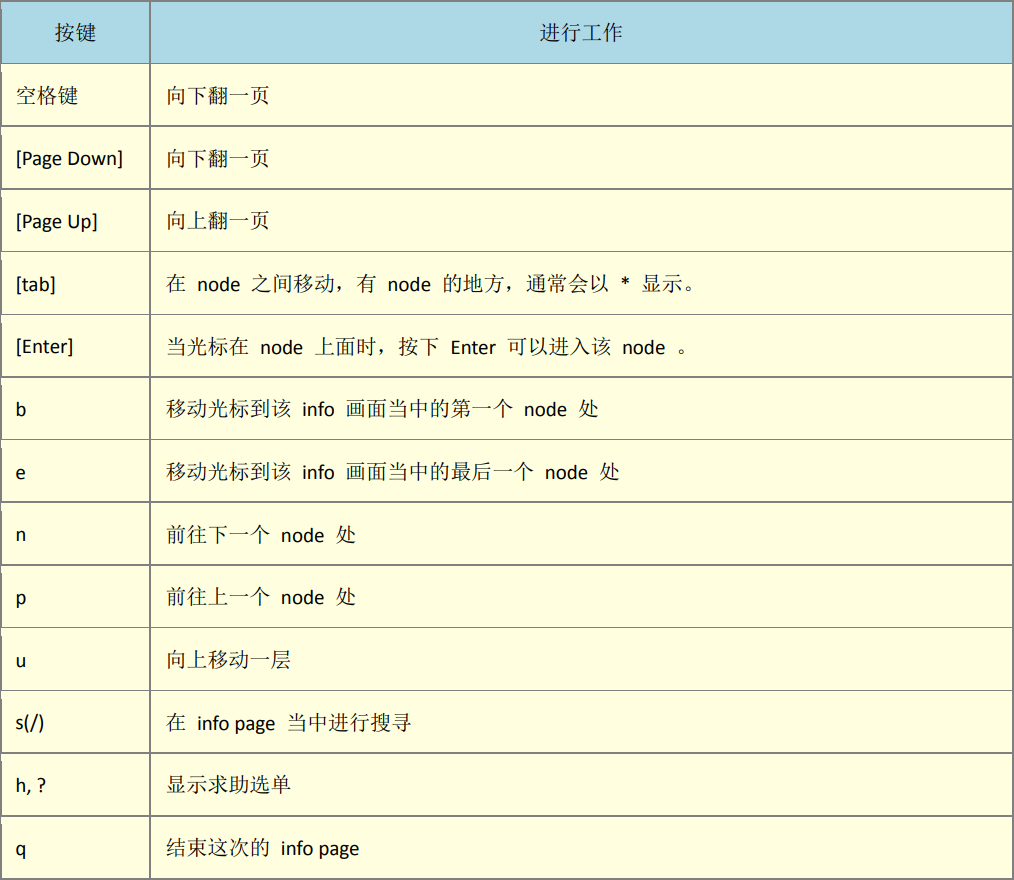 按键 进行工作
空格键 向下翻一页
[Page Down] 向下翻一页
[Page Up] 向上翻一页
[tab] 在 node 之间移动，有 node 的地方，通常会以 * 显示。
[Enter] 当光标在 node 上面时，按下 Enter 可以进入该 node 。
b 移动光标到该 info 画面当中的第一个 node 处
e 移动光标到该 info 画面当中的最后一个 node 处
n 前往下一个 node 处
p 前往上一个 node 处
u 向上移动一层
s(/) 在 info page 当中进行搜寻
h, ? 显示求助选单
q 结束这次的 info page